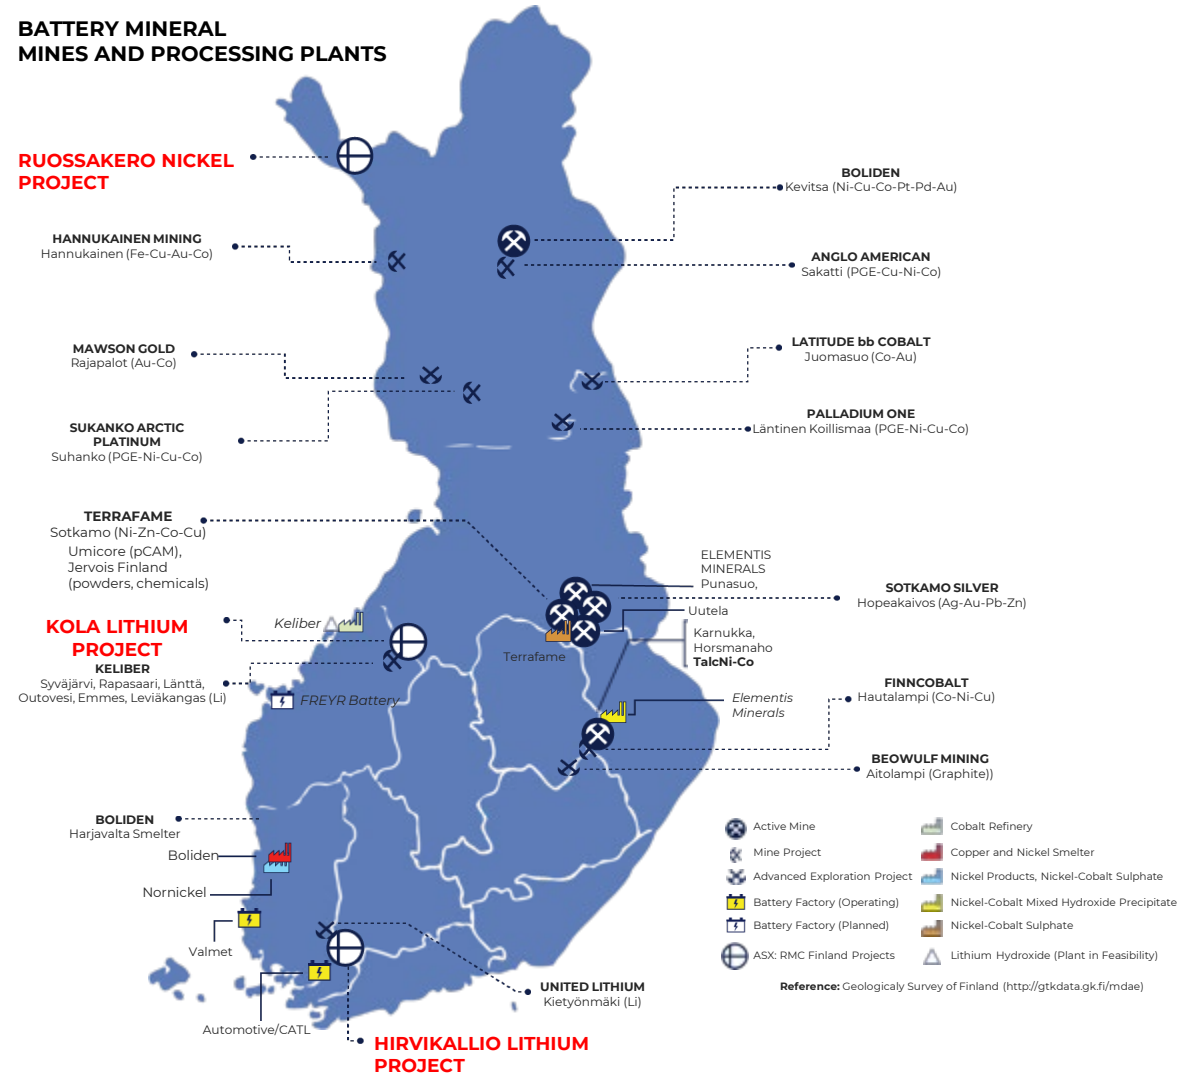 BATTERY MINERAL
MINES AND PROCESSING PLANTS
RUOSSAKERO NICKEL
PROJECT
BOLIDEN
Kevitsa (Ni-Cu-Co-Pt-Pd-Au)
HANNUKAINEN MINING
Hannukainen (Fe-Cu-Au-Co)
ANGLO AMERICAN
Sakatti (PGE-Cu-Ni-Co)
MAWSON GOLD
Rajapalot (Au-Co)
LATITUDE bb COBALT
Juomasuo (Co-Au)
SUKANKO ARCTIC
PLATINUM
Suhanko (PGE-Ni-Cu-Co)
PALLADIUM ONE
Läntinen Koillismaa (PGE-Ni-Cu-Co)
TERRAFAME
Sotkamo (Ni-Zn-Co-Cu)
Umicore (pCAM),
Jervois Finland
(powders, chemicals)
ELEMENTIS
MINERALS
Punasuo,
SOTKAMO SILVER
Hopeakaivos (Ag-Au-Pb-Zn)
Uutela
Keliber
KOLA LITHIUM
PROJECT
KELIBER
Syväjärvi, Rapasaari, Länttä,
Outovesi, Emmes, Leviäkangas (Li)
Terrafame
Karnukka,
Horsmanaho
TalcNi-Co
FREYR Battery
Elementis
Minerals
FINNCOBALT
Hautalampi (Co-Ni-Cu)
BEOWULF MINING
Aitolampi (Graphite))
BOLIDEN
Harjavalta Smelter
Boliden
Nornickel
Valmet
Automotive/CATL
UNITED LITHIUM
Kietyönmäki (Li)
HIRVIKALLIO LITHIUM
PROJECT
Active Mine
Mine Project
Advanced Exploration Project
Battery Factory (Operating)
Battery Factory (Planned)
ASX: RMC Finland Projects
Cobalt Refinery
Copper and Nickel Smelter
Nickel Products, Nickel-Cobalt Sulphate
Nickel-Cobalt Mixed Hydroxide Precipitate
Nickel-Cobalt Sulphate
Lithium Hydroxide (Plant in Feasibility)
Reference: Geologicaly Survey of Finland (http://gtkdata.gk.fi/mdae)